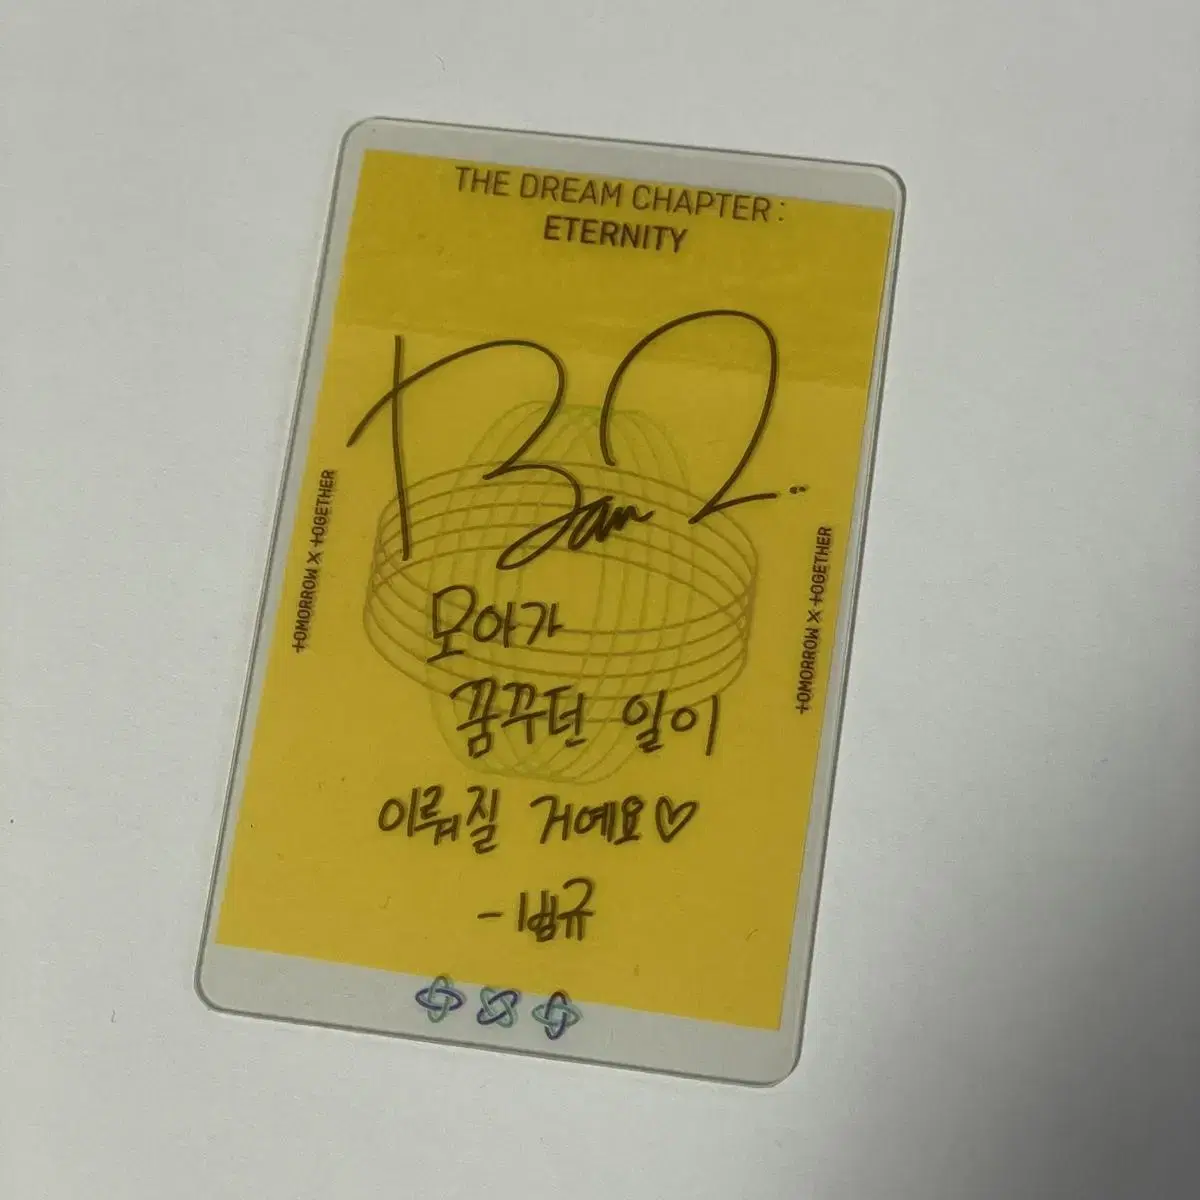 THE DREAM CHAPTER :
ETERNITY
TOMORROW X TOGETHER
모아가
꿈꾸던 일이
이뤄질 거예요♡
-범규
TOMORROW X TOGETHER